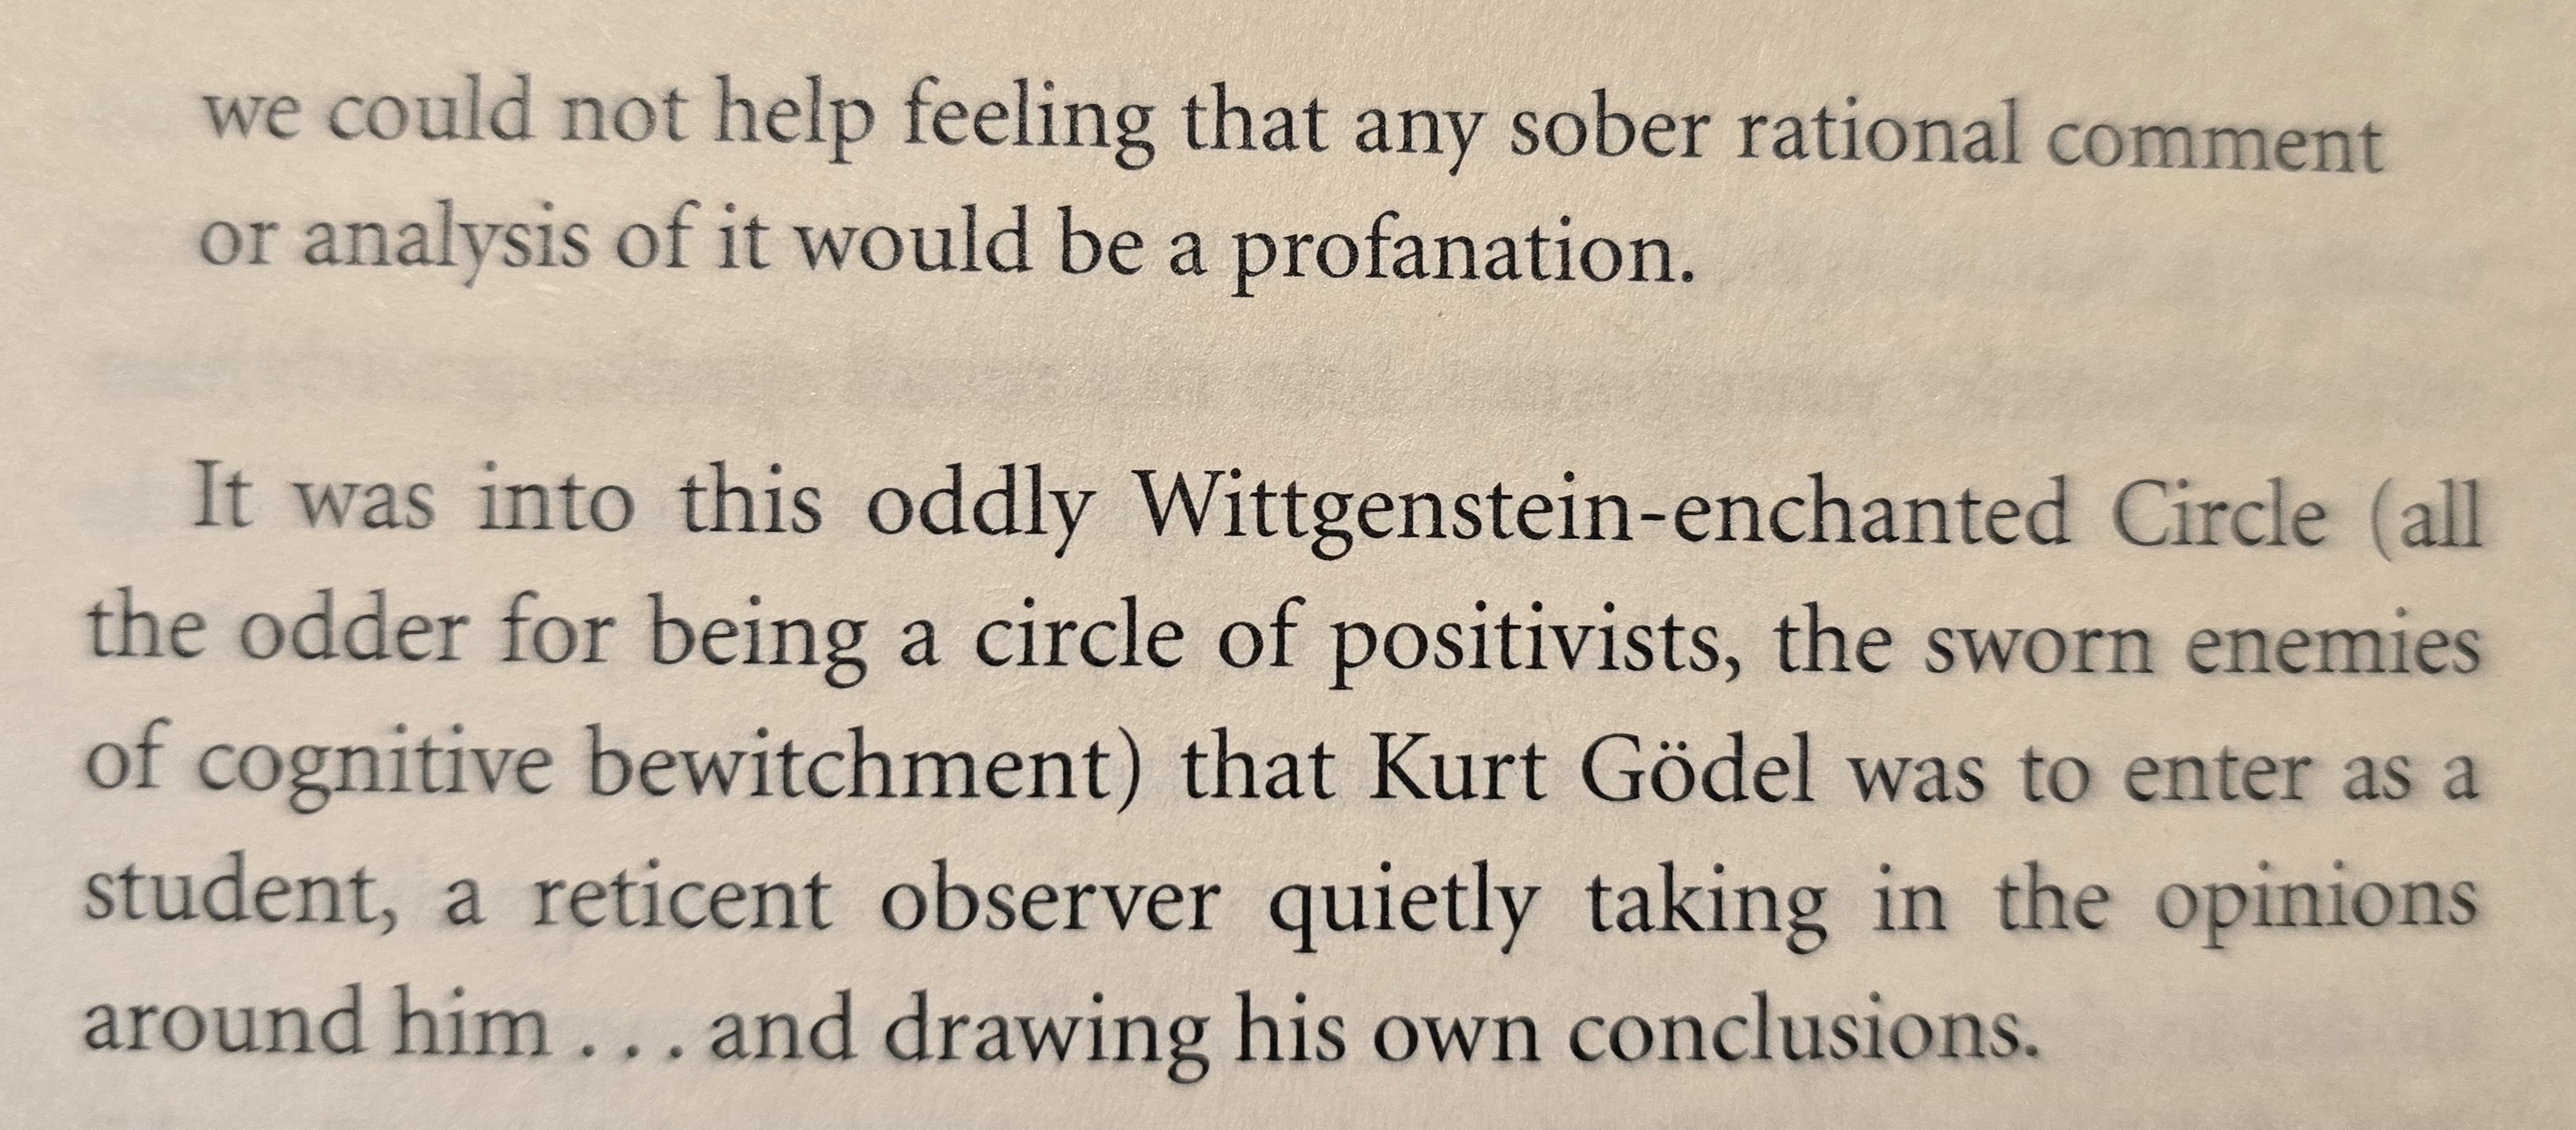 we could not help feeling that any sober rational comment
or analysis of it would be a profanation.
It was into this oddly Wittgenstein-enchanted Circle (all
the odder for being a circle of positivists, the sworn enemies
of cognitive bewitchment) that Kurt Gödel was to enter as a
student, a reticent observer quietly taking in the opinions
around him . . . and drawing his own conclusions.